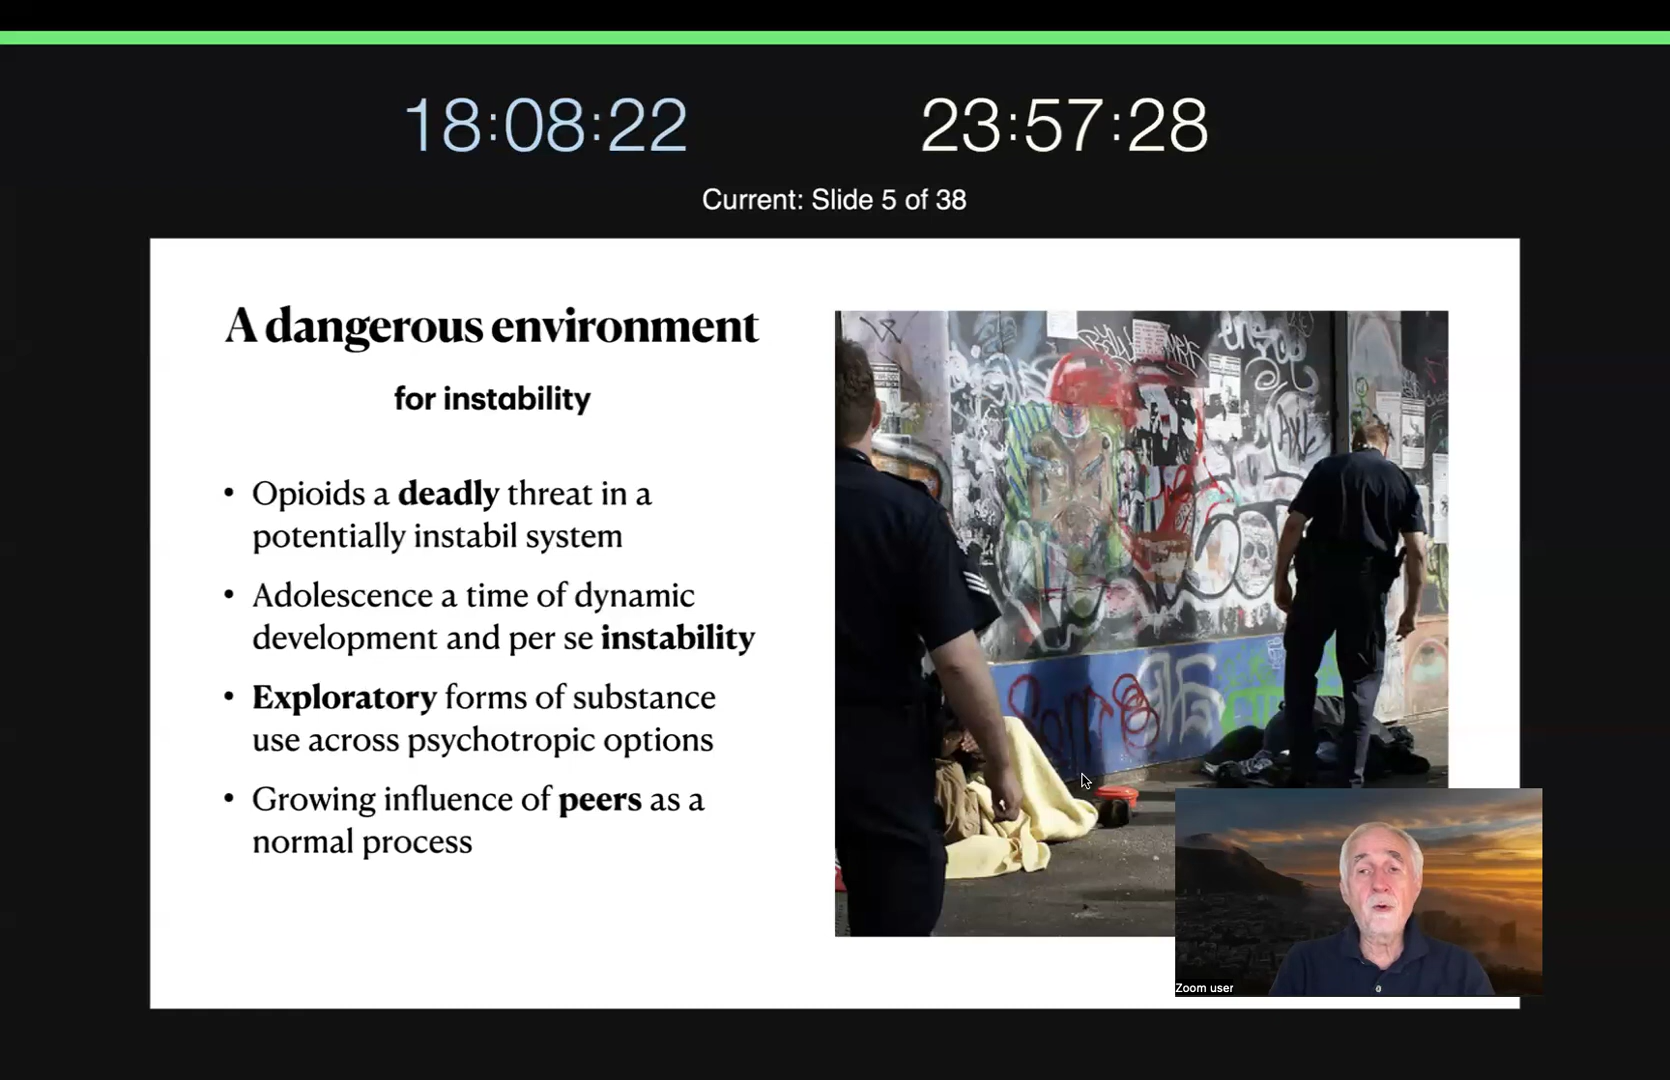 18:08:22
23:57:28
Current: Slide 5 of 38
A dangerous environment
for instability
• Opioids a deadly threat in a
potentially instabil system
• Adolescence a time of dynamic
development and per se instability
• Exploratory forms of substance
use across psychotropic options
• Growing influence of peers as a
normal process
Zoom user